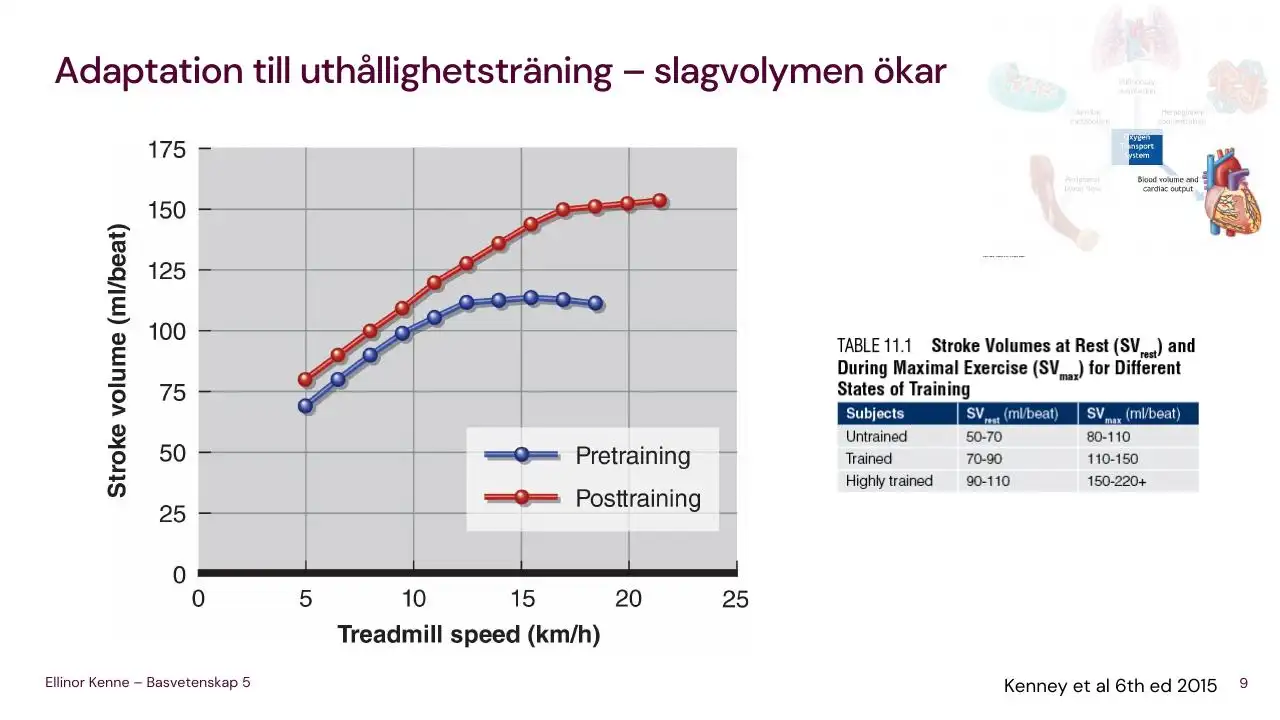 Adaptation till uthållighetsträning – slagvolymen ökar
Oxygen
Transport
System
Blood volume and
cardiac output
175
150
125
100
75
50
25
0
Stroke volume (ml/beat)
Pretraining
Posttraining
0 5 10 15 20 25
Treadmill speed (km/h)
TABLE 11.1 Stroke Volumes at Rest (SVrest) and
During Maximal Exercise (SVmax) for Different
States of Training
Subjects SVrest (ml/beat) SVmax (ml/beat)
Untrained 50-70 80-110
Trained 70-90 110-150
Highly trained 90-110 150-220+
Ellinor Kenne – Basvetenskap 5
Kenney et al 6th ed 2015
9